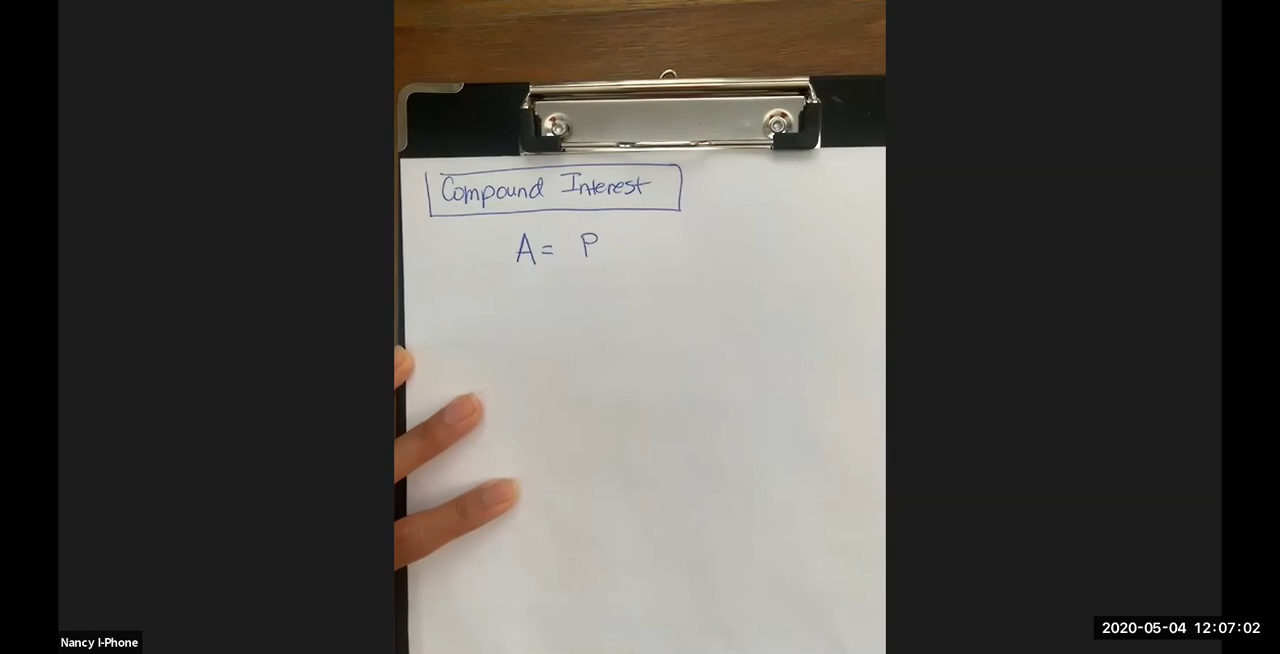 Compound Interest
A = P
Nancy I-Phone
2020-05-04 12:07:02